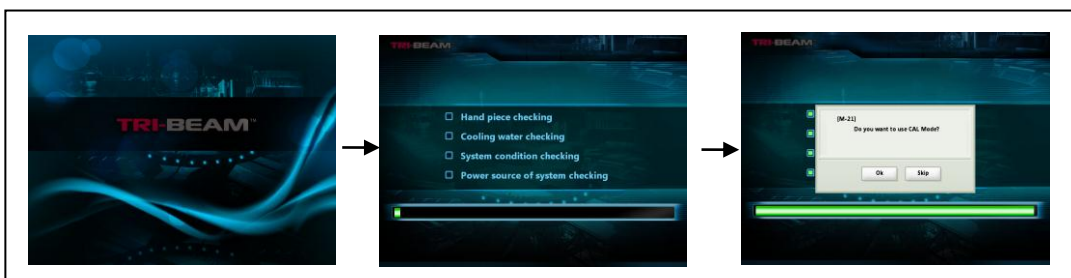 TRI-BEAM™
TRI-BEAM
Hand piece checking
Cooling water checking
System condition checking
Power source of system checking
TRI-BEAM
[M-21]
Do you want to use CAL Mode?
Ok
Skip